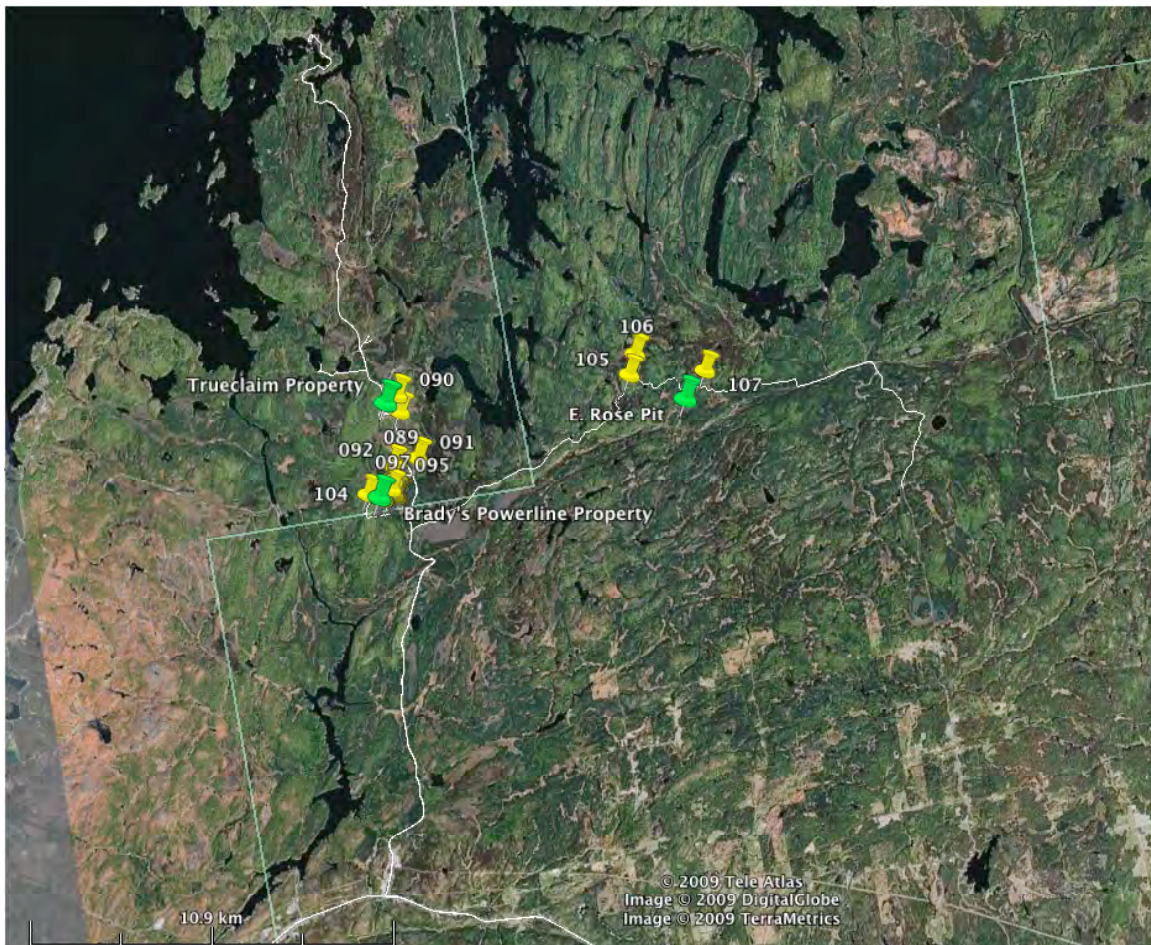 106
105
Trueclaim Property
090
107
E. Rose Pit
089
091
092
097
095
104
Brady's Powerline Property
© 2009 Tele Atlas
10.9 km
Image © 2009 DigitalGlobe
Image © 2009 TerraMetrics